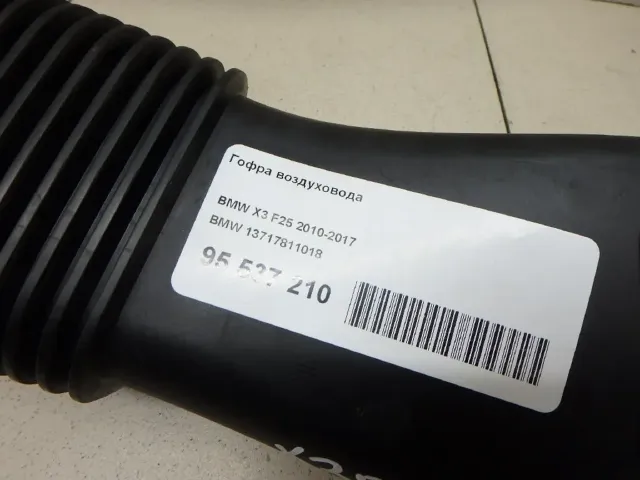 Гофра воздуховода
BMW X3 F25 2010-2017
BMW 13717811018
95 537 210